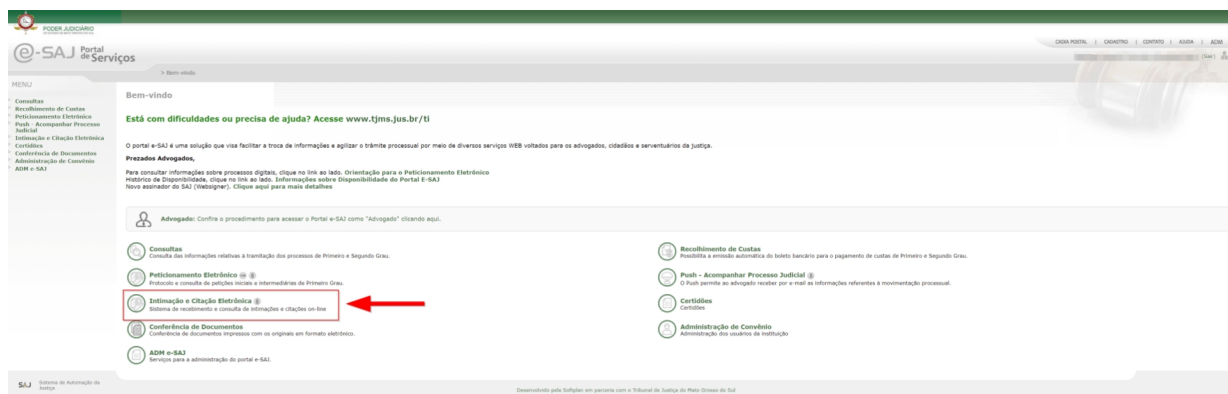 PODER JUDICIÁRIO
e-SAJ Portal de Serviços
CAIXA POSTAL | CADASTRO | CONTATO | AJUDA | ADM
(Sair)
> Bem-vindo
MENU
Consultas
Recolhimento de Custas
Peticionamento Eletrônico
Push - Acompanhar Processo
Judicial
Intimação e Citação Eletrônica
Certidões
Conferência de Documentos
Administração de Convênio
ADM e-SAJ
Bem-vindo
Está com dificuldades ou precisa de ajuda? Acesse www.tjms.jus.br/ti
O portal e-SAJ é uma solução que visa facilitar a troca de informações e agilizar o trâmite processual por meio de diversos serviços WEB voltados para os advogados, cidadãos e serventuários da justiça.
Prezados Advogados,
Para consultar informações sobre processos digitais, clique no link ao lado. Orientação para o Peticionamento Eletrônico
Histórico de Disponibilidade, clique no link ao lado. Informações sobre Disponibilidade do Portal E-SAJ
Novo assinador do SAJ (Websigner). Clique aqui para mais detalhes
Advogado: Confira o procedimento para acessar o Portal e-SAJ como "Advogado" clicando aqui.
Consultas
Consulta das informações relativas à tramitação dos processos de Primeiro e Segundo Grau.
Peticionamento Eletrônico
Protocolo e consulta de petições iniciais e intermediárias de Primeiro Grau.
Intimação e Citação Eletrônica
Sistema de recebimento e consulta de intimações e citações on-line
Conferência de Documentos
Conferência de documentos impressos com os originais em formato eletrônico.
ADM e-SAJ
Serviços para a administração do portal e-SAJ.
Recolhimento de Custas
Possibilita a emissão automática do boleto bancário para o pagamento de custas de Primeiro e Segundo Grau.
Push - Acompanhar Processo Judicial
O Push permite ao advogado receber por e-mail as informações referentes à movimentação processual.
Certidões
Certidões
Administração de Convênio
Administração dos usuários da instituição
SAJ Sistema de Automação da
Justiça
Desenvolvido pela Softplan em parceria com o Tribunal de Justiça do Mato Grosso do Sul